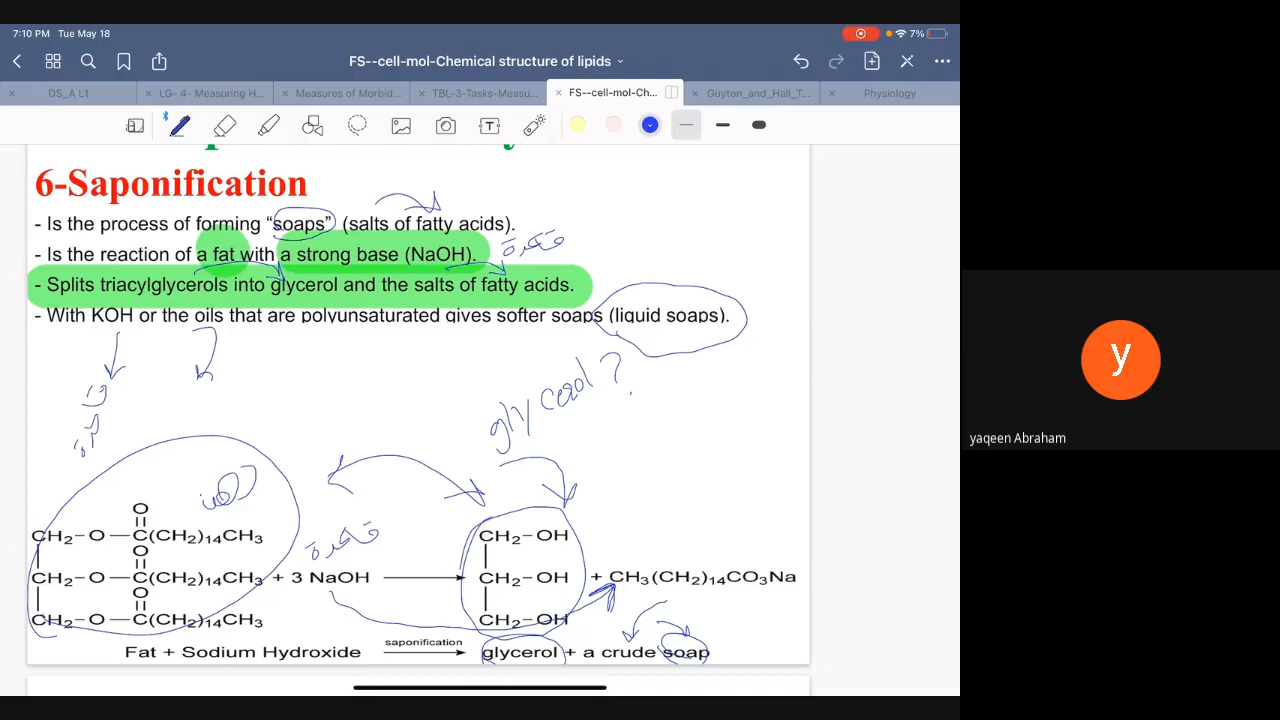 7:10 PM Tue May 18
7%
FS--cell-mol-Chemical structure of lipids
DS_A L1
LG- 4- Measuring H...
Measures of Morbid...
TBL-3-Tasks-Measu...
FS--cell-mol-Ch...
Guyton_and_Hall_T...
Physiology
6-Saponification
- Is the process of forming “soaps” (salts of fatty acids).
- Is the reaction of a fat with a strong base (NaOH).
- Splits triacylglycerols into glycerol and the salts of fatty acids.
- With KOH or the oils that are polyunsaturated gives softer soaps (liquid soaps).
glycerol ?
O
CH2-O-C(CH2)14CH3
O
CH2-O-C(CH2)14CH3 + 3 NaOH
O
CH2-O-C(CH2)14CH3
CH2-OH
CH2-OH + CH3(CH2)14CO3Na
CH2-OH
saponification
Fat + Sodium Hydroxide glycerol + a crude soap
y
yaqeen Abraham